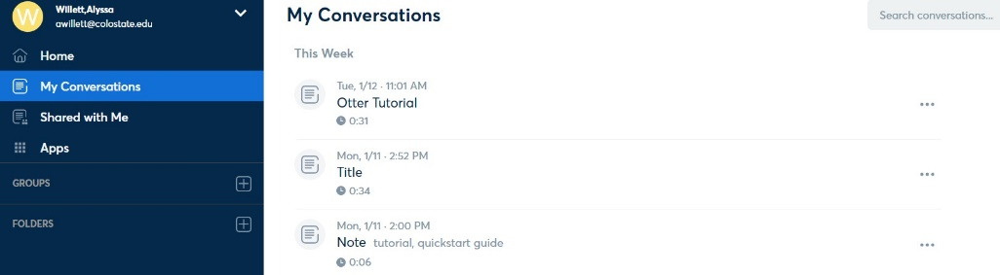 W
Willett,Alyssa
awillett@colostate.edu
Home
My Conversations
Shared with Me
Apps
GROUPS
FOLDERS
My Conversations
Search conversations...
This Week
Tue, 1/12 · 11:01 AM
Otter Tutorial
0:31
Mon, 1/11 · 2:52 PM
Title
0:34
Mon, 1/11 · 2:00 PM
Note tutorial, quickstart guide
0:06